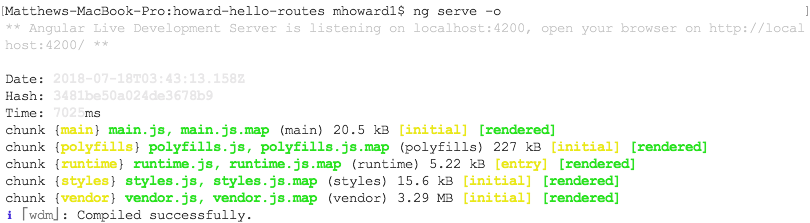 [Matthews-MacBook-Pro:howard-hello-routes mhoward1$ ng serve -o ]
** Angular Live Development Server is listening on localhost:4200, open your browser on http://local
host:4200/ **
Date: 2018-07-18T03:43:13.158Z
Hash: 3481be50a024de3678b9
Time: 7025ms
chunk {main} main.js, main.js.map (main) 20.5 kB [initial] [rendered]
chunk {polyfills} polyfills.js, polyfills.js.map (polyfills) 227 kB [initial] [rendered]
chunk {runtime} runtime.js, runtime.js.map (runtime) 5.22 kB [entry] [rendered]
chunk {styles} styles.js, styles.js.map (styles) 15.6 kB [initial] [rendered]
chunk {vendor} vendor.js, vendor.js.map (vendor) 3.29 MB [initial] [rendered]
ℹ 「wdm」: Compiled successfully.